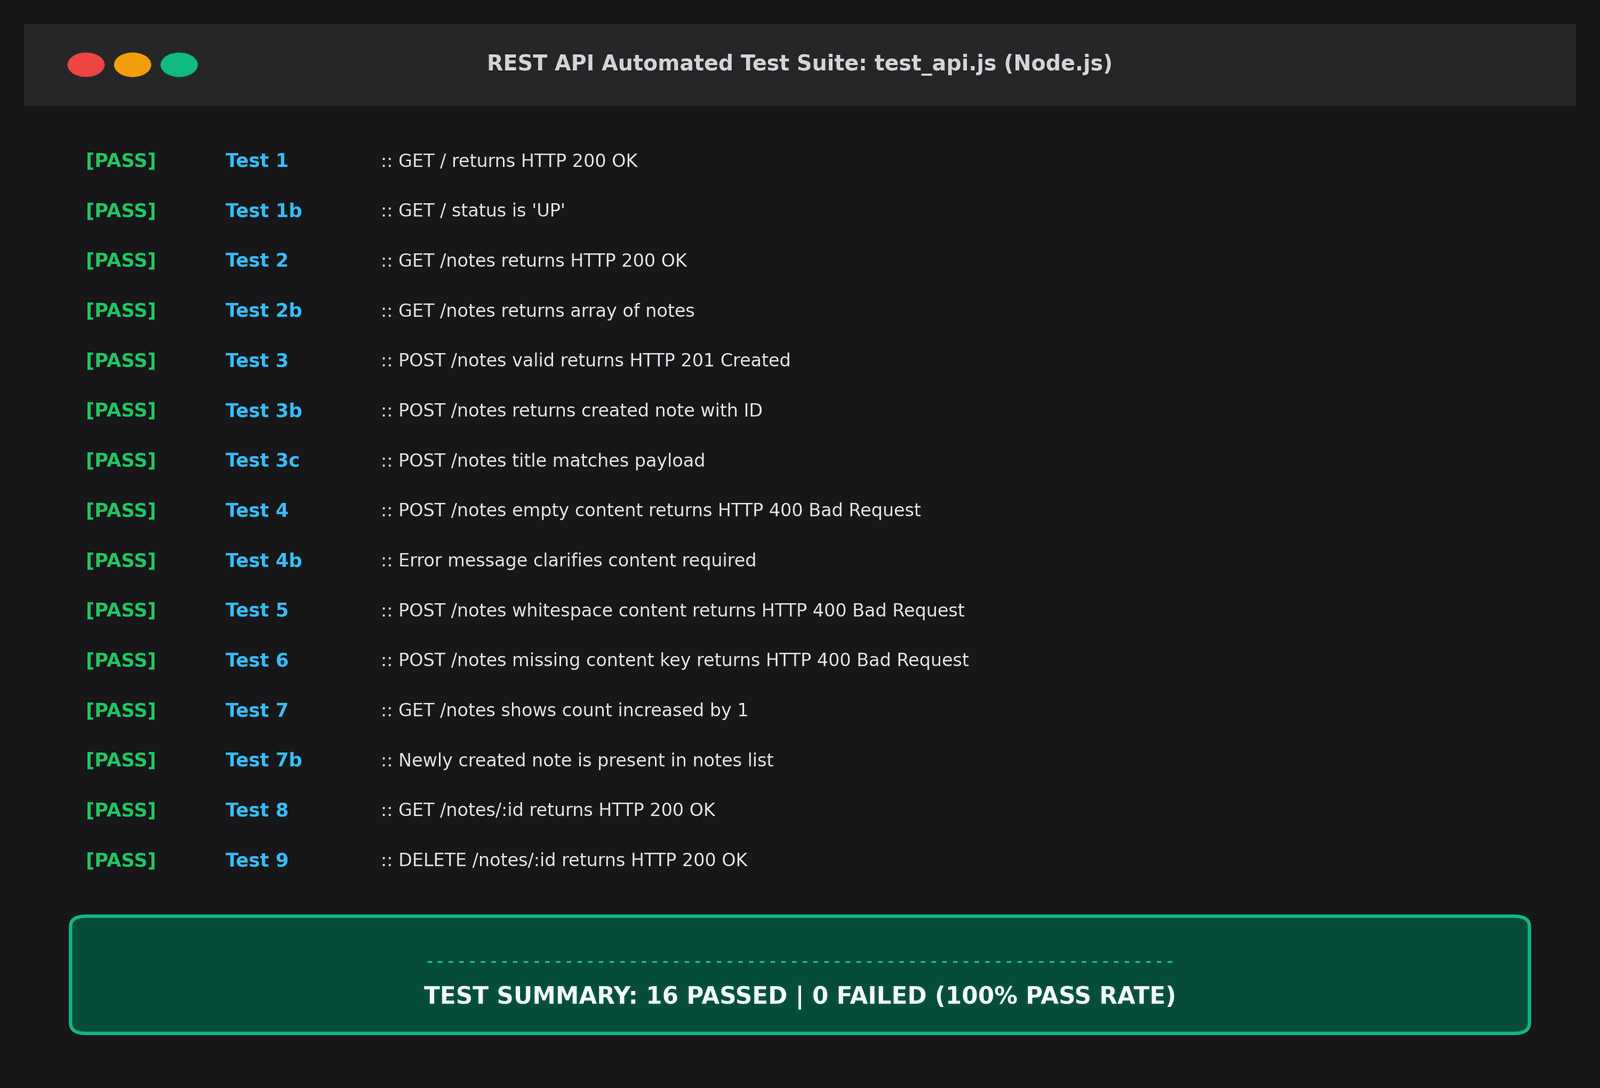 REST API Automated Test Suite: test_api.js (Node.js)
[PASS] Test 1 :: GET / returns HTTP 200 OK
[PASS] Test 1b :: GET / status is 'UP'
[PASS] Test 2 :: GET /notes returns HTTP 200 OK
[PASS] Test 2b :: GET /notes returns array of notes
[PASS] Test 3 :: POST /notes valid returns HTTP 201 Created
[PASS] Test 3b :: POST /notes returns created note with ID
[PASS] Test 3c :: POST /notes title matches payload
[PASS] Test 4 :: POST /notes empty content returns HTTP 400 Bad Request
[PASS] Test 4b :: Error message clarifies content required
[PASS] Test 5 :: POST /notes whitespace content returns HTTP 400 Bad Request
[PASS] Test 6 :: POST /notes missing content key returns HTTP 400 Bad Request
[PASS] Test 7 :: GET /notes shows count increased by 1
[PASS] Test 7b :: Newly created note is present in notes list
[PASS] Test 8 :: GET /notes/:id returns HTTP 200 OK
[PASS] Test 9 :: DELETE /notes/:id returns HTTP 200 OK
----------------------------------------------------------------------
TEST SUMMARY: 16 PASSED | 0 FAILED (100% PASS RATE)